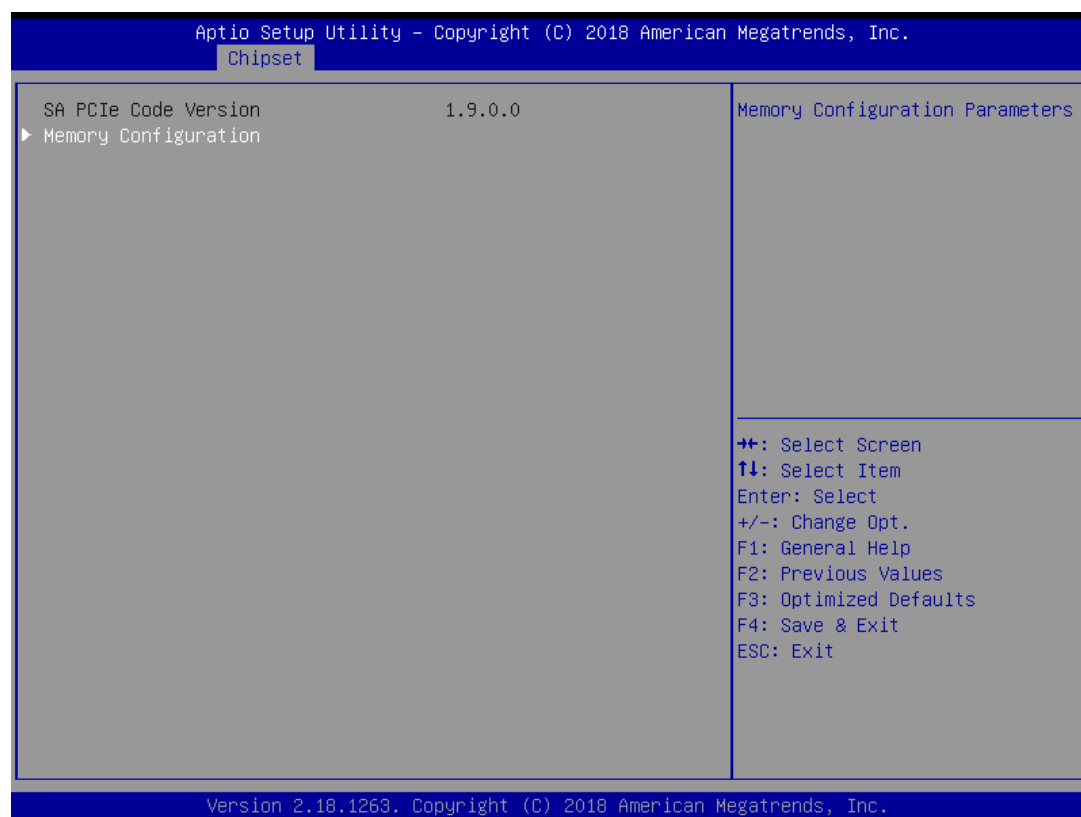 Aptio Setup Utility – Copyright (C) 2018 American Megatrends, Inc.
Chipset
SA PCIe Code Version 1.9.0.0
▶ Memory Configuration
Memory Configuration Parameters
→←: Select Screen
↑↓: Select Item
Enter: Select
+/-: Change Opt.
F1: General Help
F2: Previous Values
F3: Optimized Defaults
F4: Save & Exit
ESC: Exit
Version 2.18.1263. Copyright (C) 2018 American Megatrends, Inc.